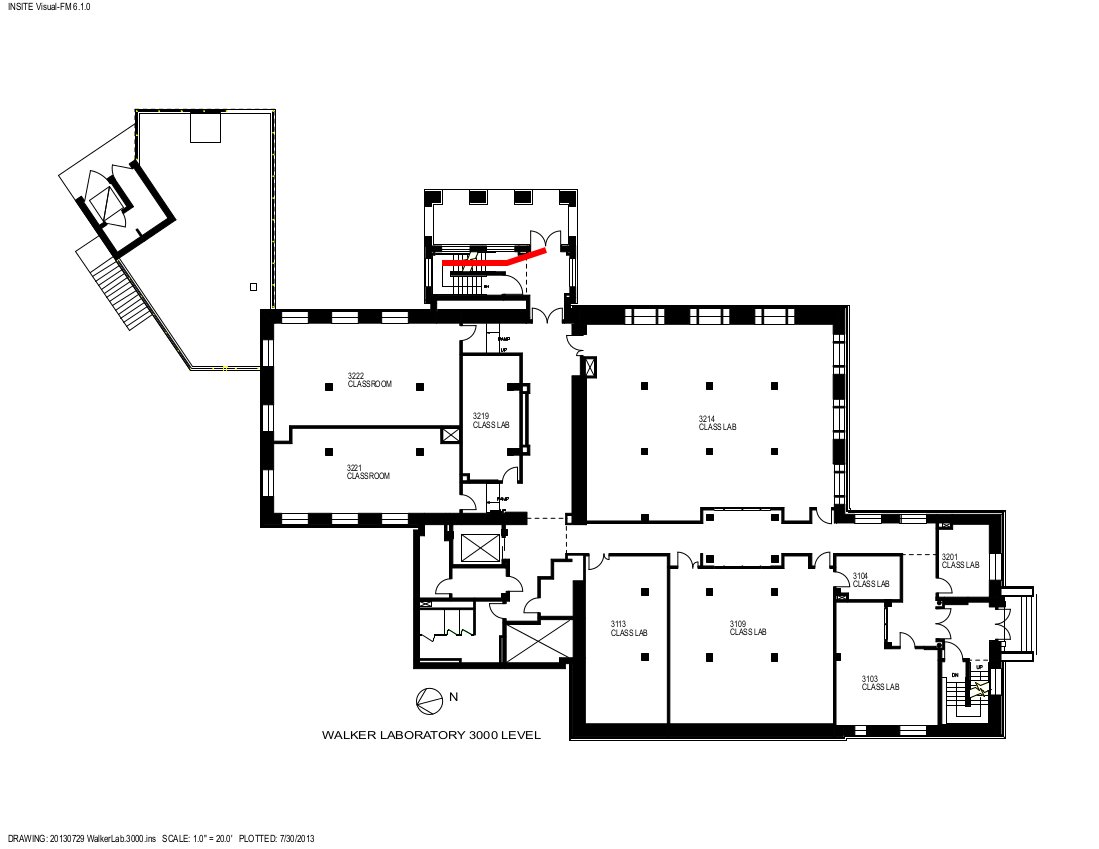 INSITE Visual-FM 6.1.0
RAMP
UP
3222
CLASSROOM
3219
CLASS LAB
3214
CLASS LAB
3221
CLASSROOM
RAMP
3201
CLASS LAB
3104
CLASS LAB
3113
CLASS LAB
3109
CLASS LAB
3103
CLASS LAB
UP
DN
N
WALKER LABORATORY 3000 LEVEL
DRAWING: 20130729 WalkerLab.3000.ins SCALE: 1.0" = 20.0' PLOTTED: 7/30/2013